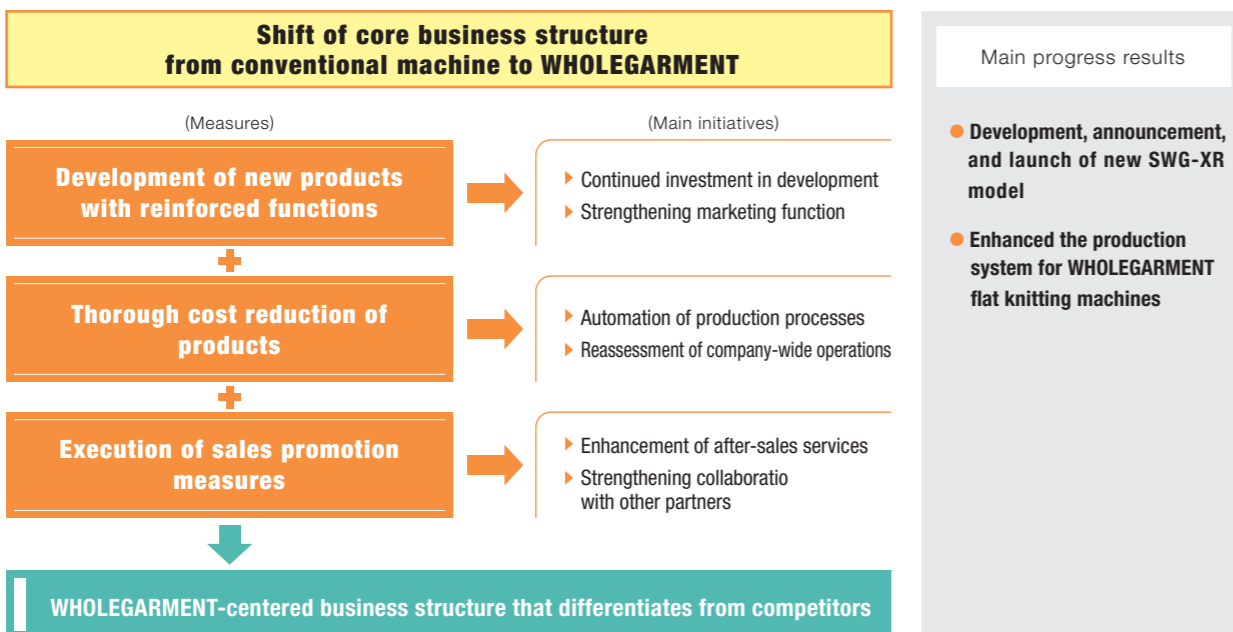 Shift of core business structure
from conventional machine to WHOLEGARMENT
(Measures)
(Main initiatives)
Development of new products
with reinforced functions
Continued investment in development
Strengthening marketing function
Thorough cost reduction of
products
Automation of production processes
Reassessment of company-wide operations
Execution of sales promotion
measures
Enhancement of after-sales services
Strengthening collaboratio
with other partners
WHOLEGARMENT-centered business structure that differentiates from competitors
Main progress results
Development, announcement,
and launch of new SWG-XR
model
Enhanced the production
system for WHOLEGARMENT
flat knitting machines